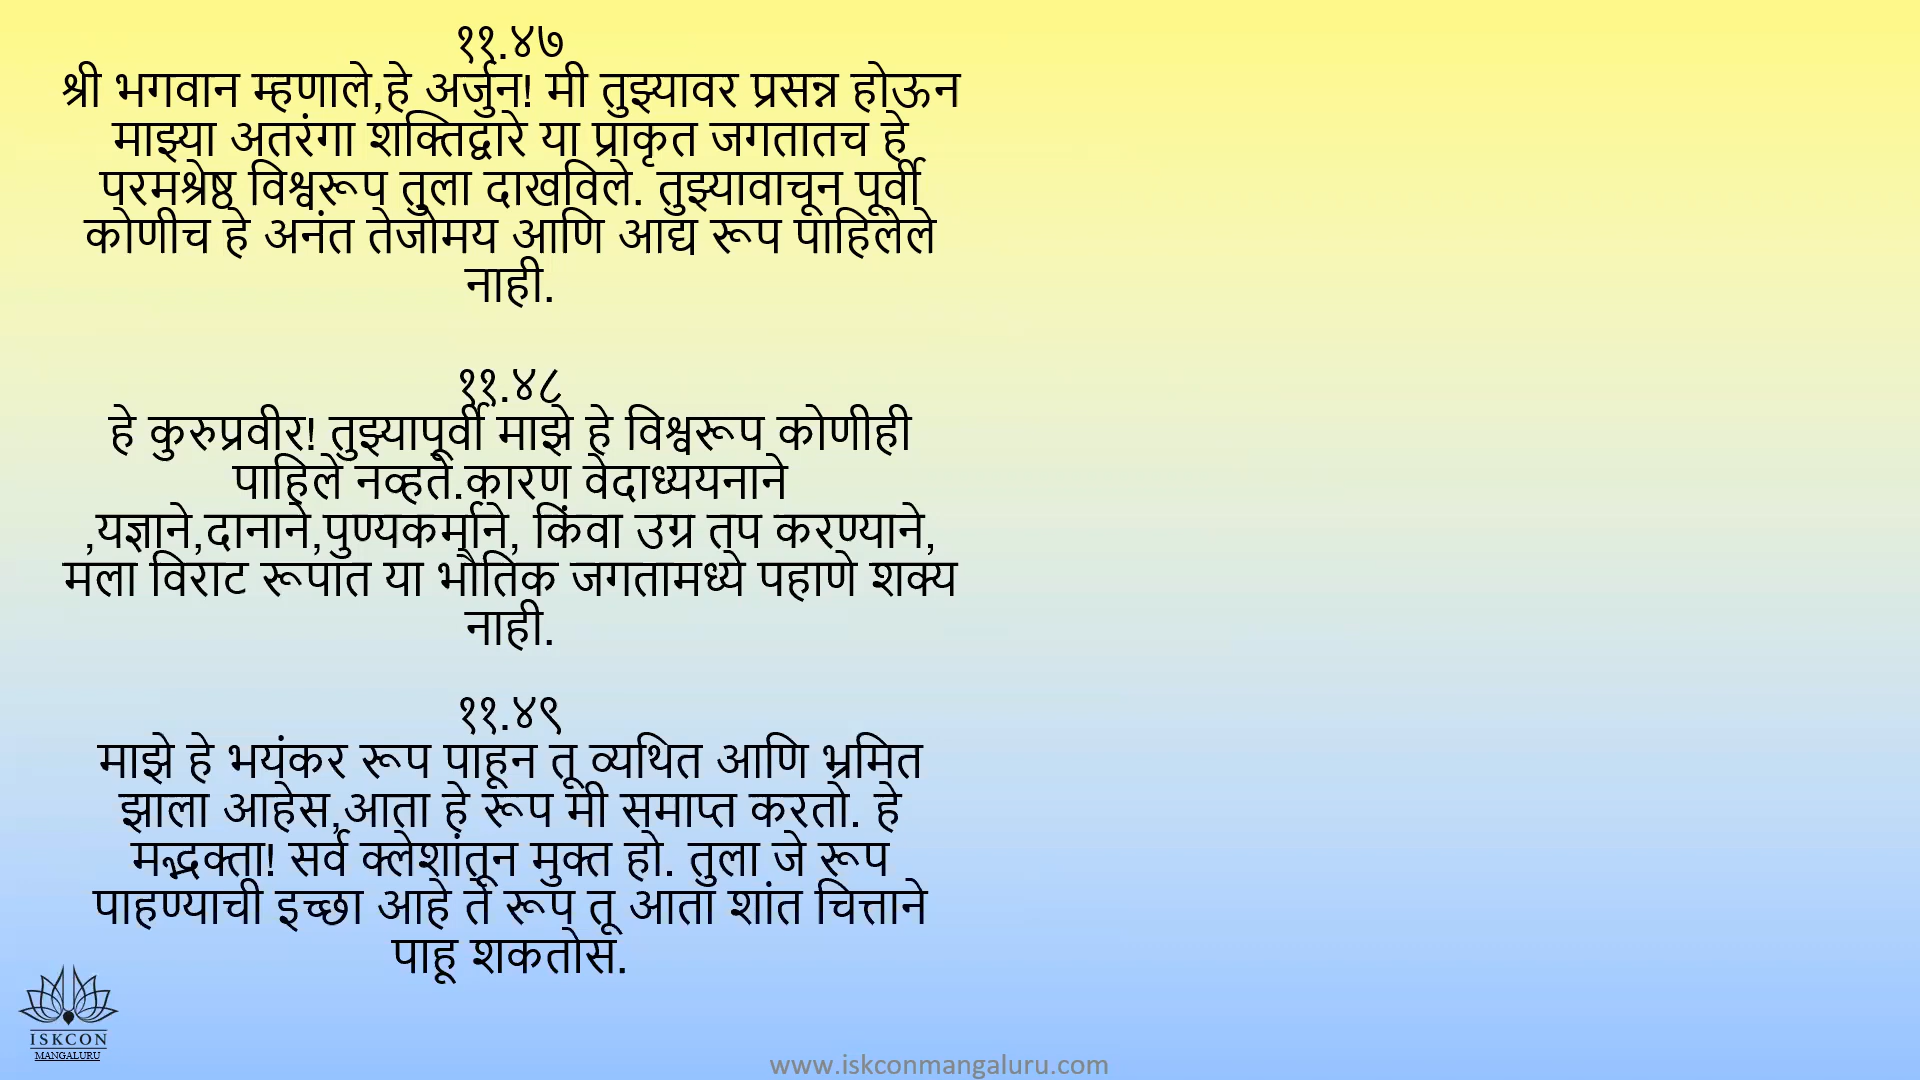 ११.४७
श्री भगवान म्हणाले,हे अर्जुन! मी तुझ्यावर प्रसन्न होऊन
माझ्या अतरंगा शक्तिद्वारे या प्राकृत जगतातच हे
परमश्रेष्ठ विश्वरूप तुला दाखविले. तुझ्यावाचून पूर्वी
कोणीच हे अनंत तेजोमय आणि आद्य रूप पाहिलेले
नाही.
११.४८
हे कुरुप्रवीर! तुझ्यापूर्वी माझे हे विश्वरूप कोणीही
पाहिले नव्हते.कारण वेदाध्ययनाने
,यज्ञाने,दानाने,पुण्यकर्माने, किंवा उग्र तप करण्याने,
मला विराट रूपात या भौतिक जगतामध्ये पहाणे शक्य
नाही.
११.४९
माझे हे भयंकर रूप पाहून तू व्यथित आणि भ्रमित
झाला आहेस,आता हे रूप मी समाप्त करतो. हे
मद्भक्ता! सर्व क्लेशांतून मुक्त हो. तुला जे रूप
पाहण्याची इच्छा आहे ते रूप तू आता शांत चित्ताने
पाहू शकतोस.
ISKCON
MANGALURU
www.iskconmangaluru.com